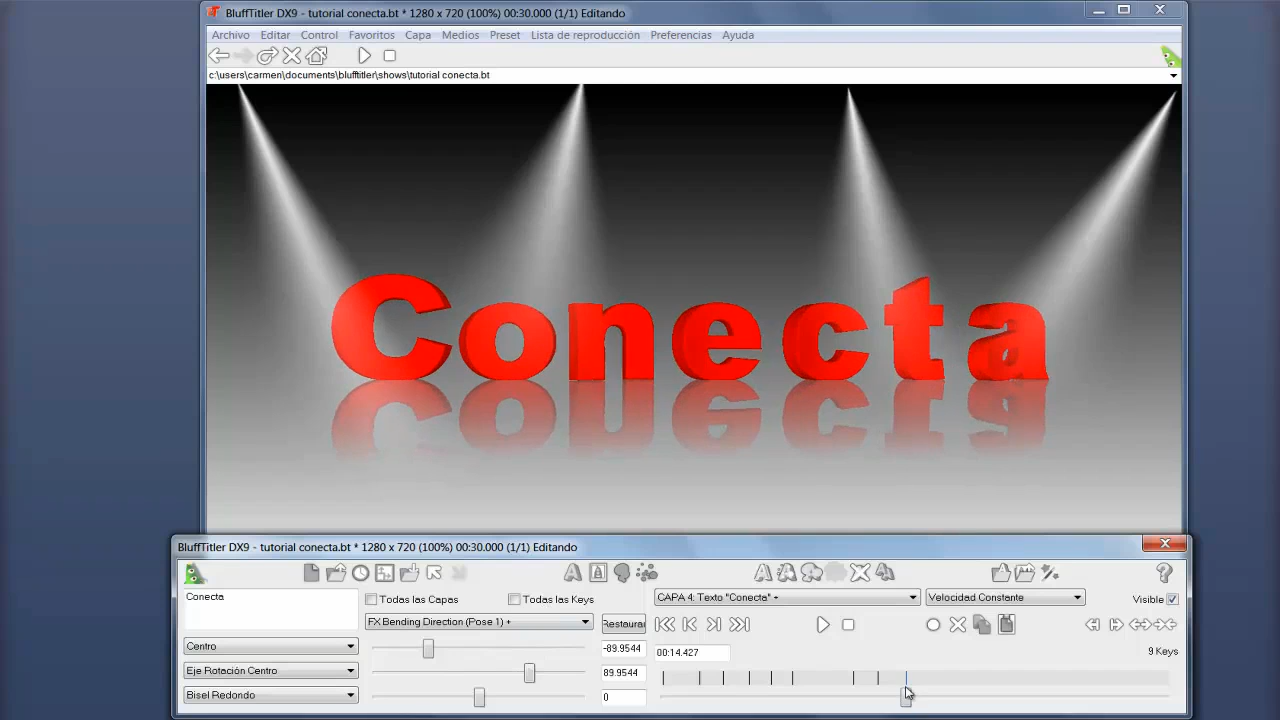 BluffTitler DX9 - tutorial conecta.bt * 1280 x 720 (100%) 00:30.000 (1/1) Editando
Archivo Editar Control Favoritos Capa Medios Preset Lista de reproducción Preferencias Ayuda
c:\users\carmen\documents\blufftitler\shows\tutorial conecta.bt
Conecta
BluffTitler DX9 - tutorial conecta.bt * 1280 x 720 (100%) 00:30.000 (1/1) Editando
Conecta Todas las Capas Todas las Keys CAPA 4: Texto "Conecta" + Velocidad Constante Visible
FX Bending Direction (Pose 1) + Restaurar
Centro -89.9544 00:14.427 9 Keys
Eje Rotación Centro 89.9544
Bisel Redondo 0